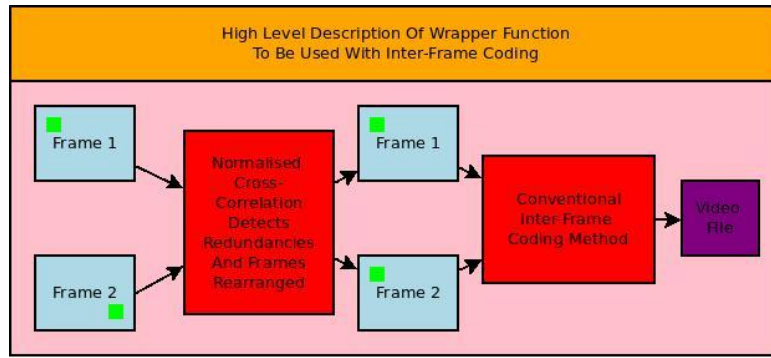 High Level Description Of Wrapper Function
To Be Used With Inter-Frame Coding
Frame 1
Frame 2
Normalised
Cross-
Correlation
Detects
Redundancies
And Frames
Rearranged
Frame 1
Frame 2
Conventional
Inter-Frame
Coding Method
Video
File